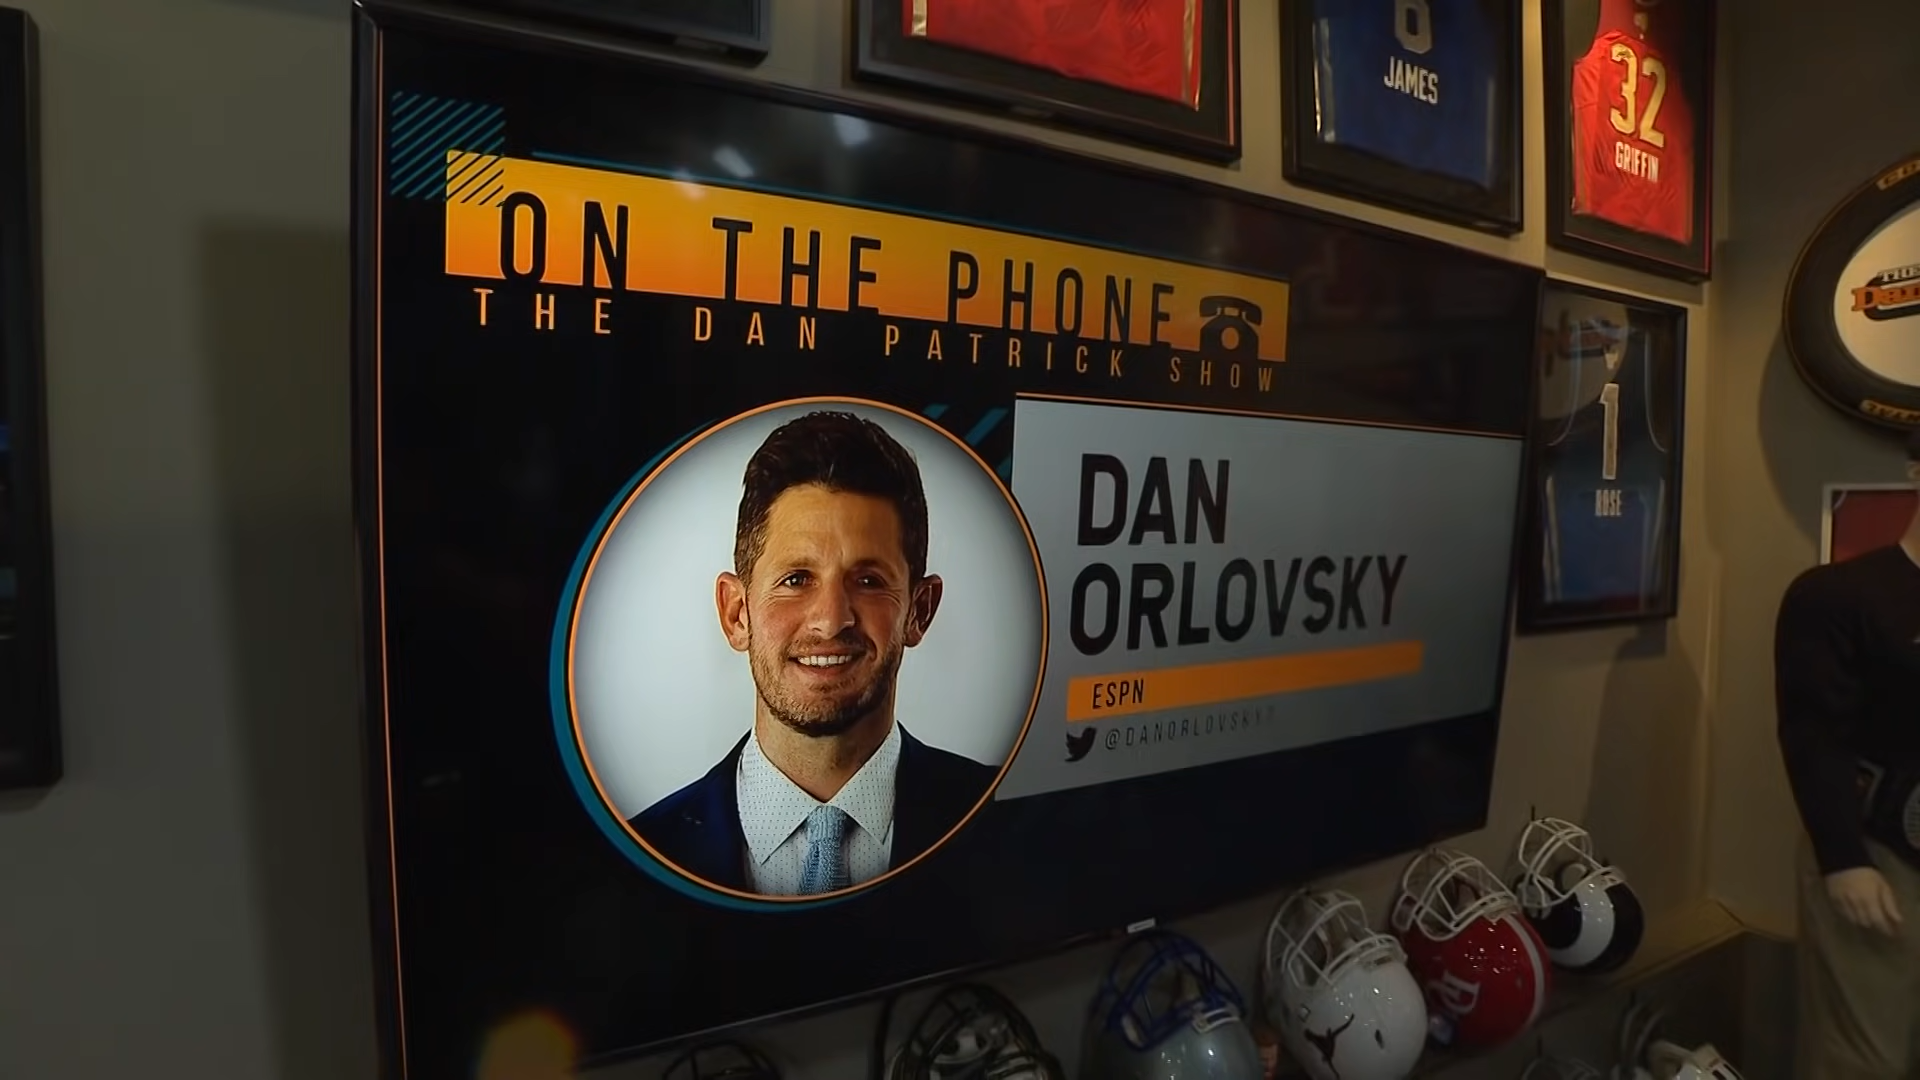 JAMES
32
GRIFFIN
ON THE PHONE
THE DAN PATRICK SHOW
1
ROSE
DAN
ORLOVSKY
ESPN
@DANORLOVSKY7